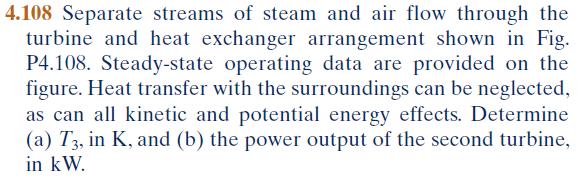 4.108 Separate streams of steam and air flow through the
turbine and heat exchanger arrangement shown in Fig.
P4.108. Steady-state operating data are provided on the
figure. Heat transfer with the surroundings can be neglected,
as can all kinetic and potential energy effects. Determine
(a) T₃, in K, and (b) the power output of the second turbine,
in kW.